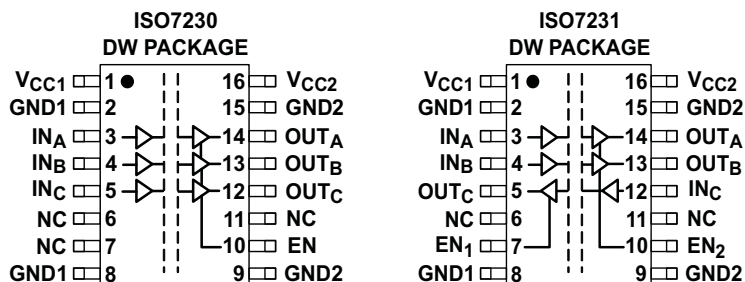 ISO7230
DW PACKAGE
VCC1 1 16 VCC2
GND1 2 15 GND2
INA 3 14 OUTA
INB 4 13 OUTB
INC 5 12 OUTC
NC 6 11 NC
NC 7 10 EN
GND1 8 9 GND2
ISO7231
DW PACKAGE
VCC1 1 16 VCC2
GND1 2 15 GND2
INA 3 14 OUTA
INB 4 13 OUTB
OUTC 5 12 INC
NC 6 11 NC
EN1 7 10 EN2
GND1 8 9 GND2